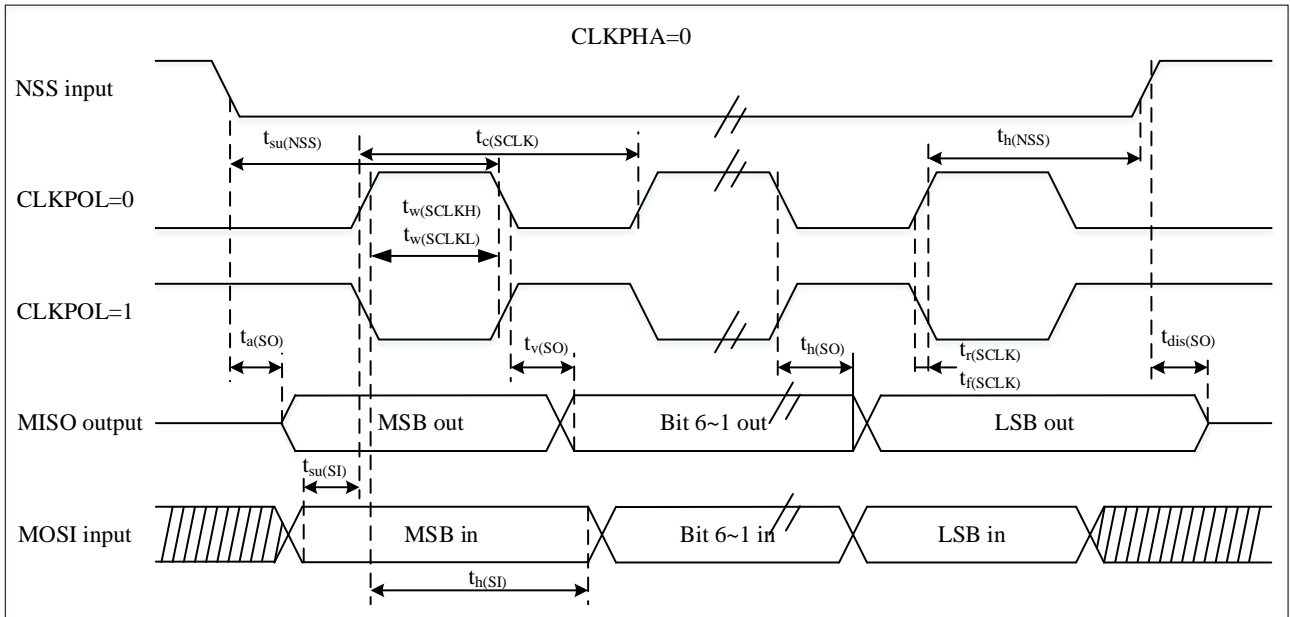 CLKPHA=0
NSS input
tsu(NSS)
tc(SCLK)
th(NSS)
CLKPOL=0
tw(SCLKH)
tw(SCLKL)
CLKPOL=1
ta(SO)
tv(SO)
th(SO)
tr(SCLK)
tf(SCLK)
tdis(SO)
MISO output
MSB out
Bit 6~1 out
LSB out
tsu(SI)
MOSI input
MSB in
Bit 6~1 in
LSB in
th(SI)